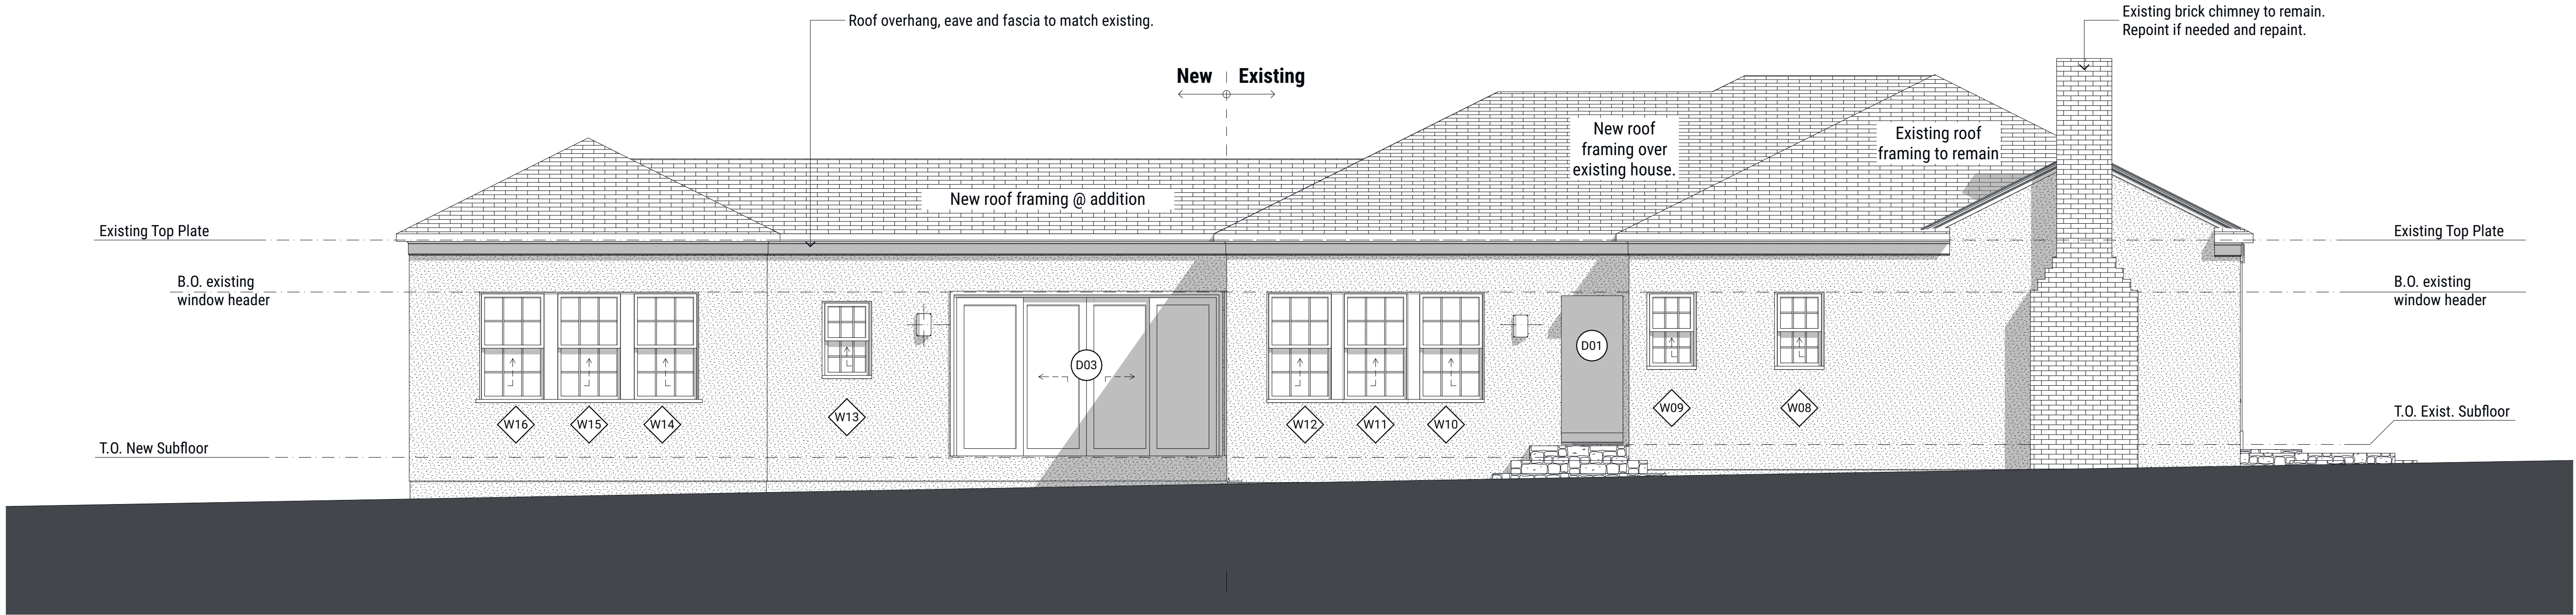 Roof overhang, eave and fascia to match existing.
Existing brick chimney to remain.
Repoint if needed and repaint.
New Existing
New roof
framing over
existing house.
Existing roof
framing to remain
New roof framing @ addition
Existing Top Plate
Existing Top Plate
B.O. existing
window header
B.O. existing
window header
D01
D03
W16
W15
W14
W13
W12
W11
W10
W09
W08
T.O. Exist. Subfloor
T.O. New Subfloor